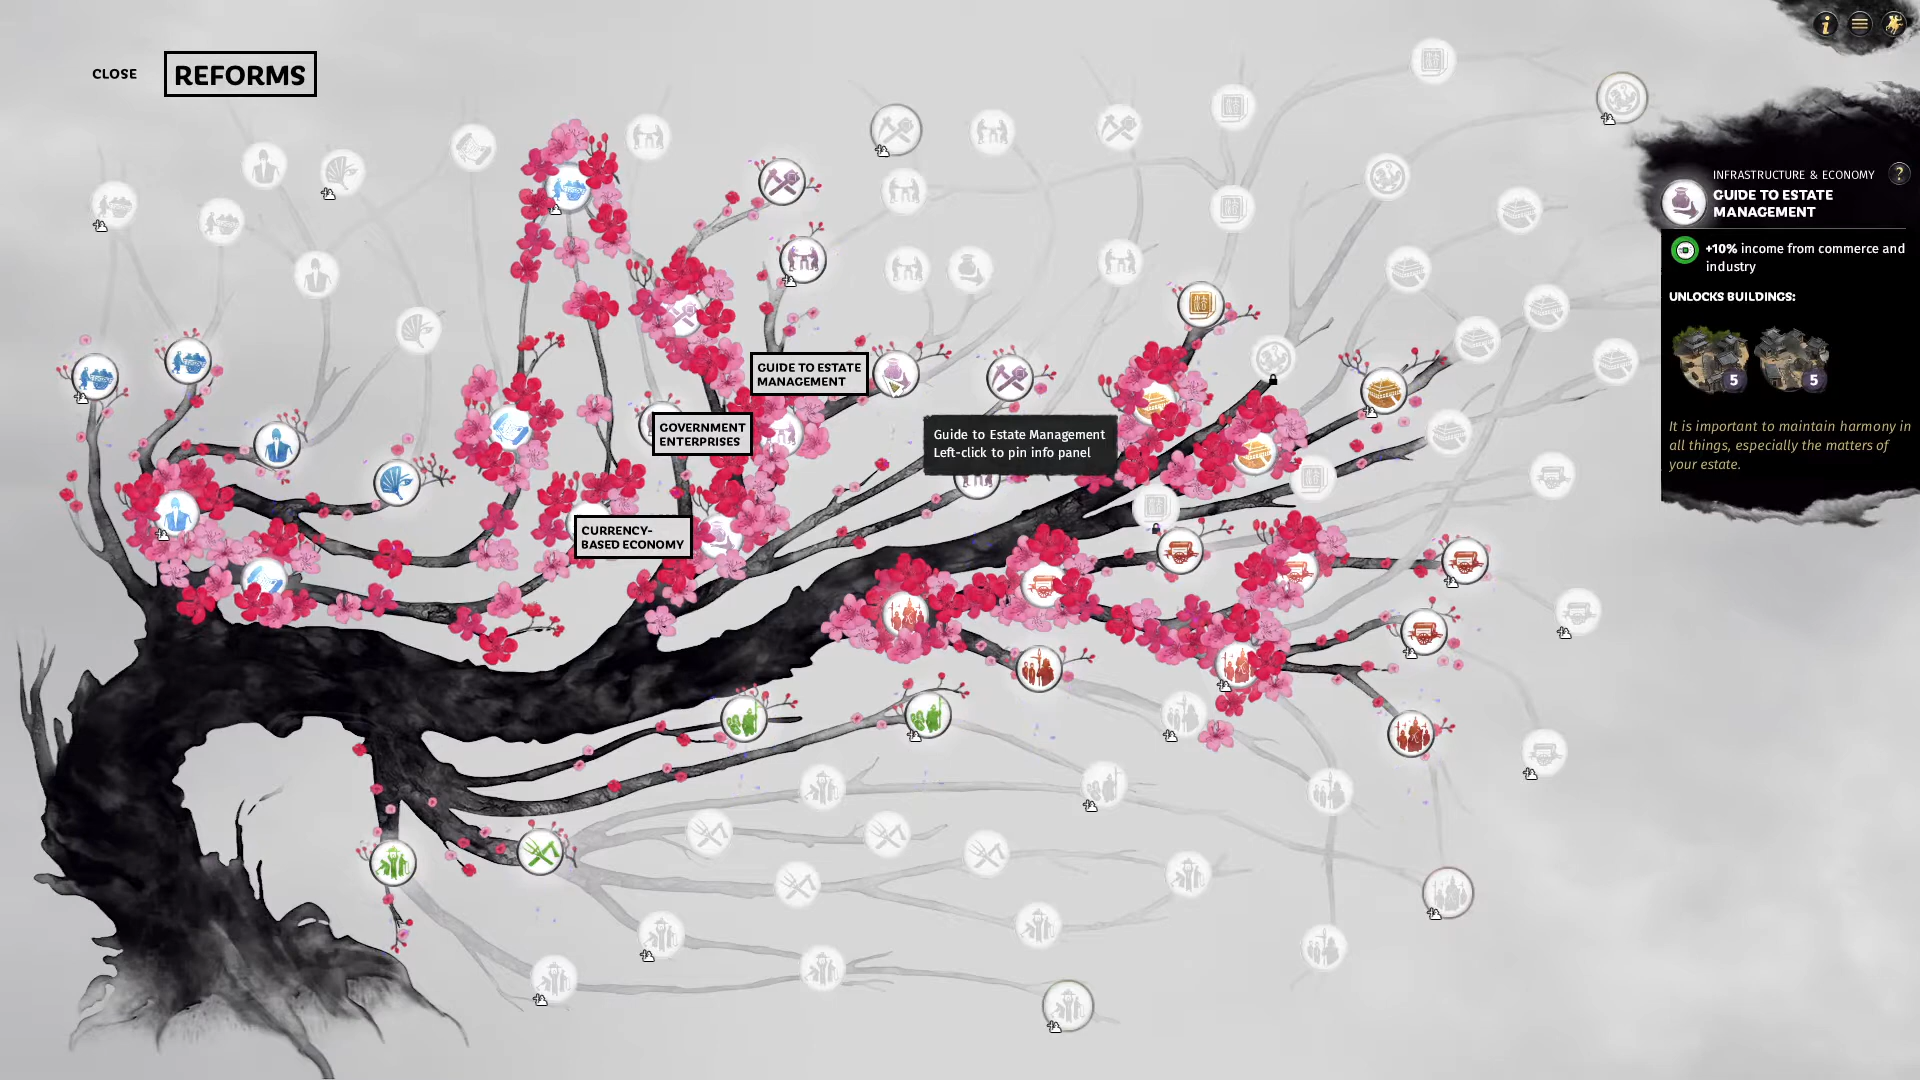 CLOSE
REFORMS
INFRASTRUCTURE & ECONOMY
?
GUIDE TO ESTATE
MANAGEMENT
+10% income from commerce and
industry
UNLOCKS BUILDINGS:
5
5
It is important to maintain harmony in
all things, especially the matters of
your estate.
GUIDE TO ESTATE
MANAGEMENT
GOVERNMENT
ENTERPRISES
Guide to Estate Management
Left-click to pin info panel
CURRENCY-
BASED ECONOMY